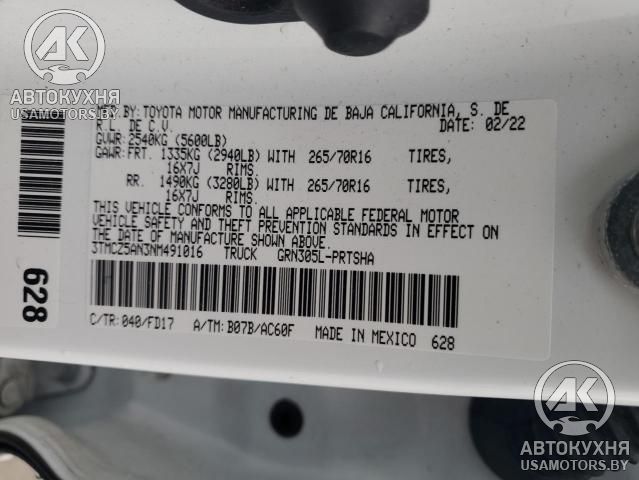 AK
АВТОКУХНЯ
USAMOTORS.BY
MFD BY: TOYOTA MOTOR MANUFACTURING DE BAJA CALIFORNIA, S. DE
R.L. DE C.V. DATE: 02/22
GVWR: 2540KG (5600LB)
GAWR: FRT. 1335KG (2940LB) WITH 265/70R16 TIRES,
16X7J RIMS.
RR. 1490KG (3280LB) WITH 265/70R16 TIRES,
16X7J RIMS.
THIS VEHICLE CONFORMS TO ALL APPLICABLE FEDERAL MOTOR
VEHICLE SAFETY AND THEFT PREVENTION STANDARDS IN EFFECT
ON THE DATE OF MANUFACTURE SHOWN ABOVE.
3TMCZ5AN3NM491016 TRUCK GRN305L-PRTSHA
C/TR: 040/FD17 A/TM: B07B/AC60F MADE IN MEXICO 628
628
AK
АВТОКУХНЯ
USAMOTORS.BY